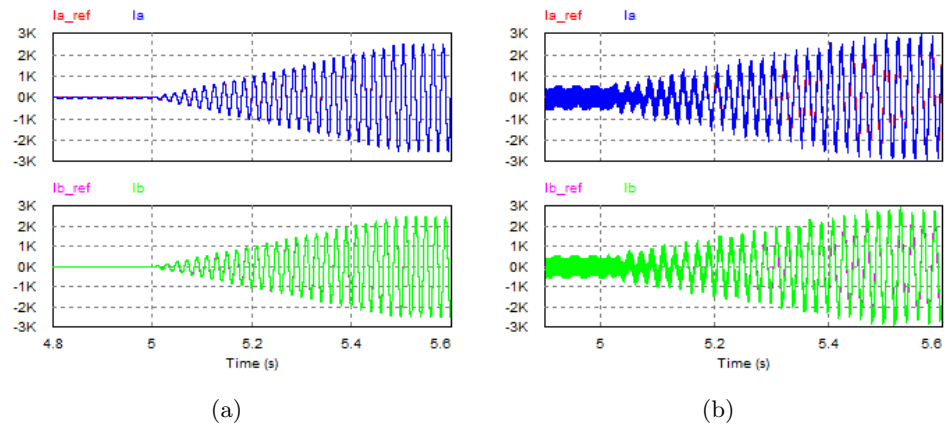 Ia_ref Ia
3K
2K
1K
0K
-1K
-2K
-3K
Ib_ref Ib
3K
2K
1K
0K
-1K
-2K
-3K
4.8 5 5.2 5.4 5.6
Time (s)
(a)
Ia_ref Ia
3K
2K
1K
0K
-1K
-2K
-3K
Ib_ref Ib
3K
2K
1K
0K
-1K
-2K
-3K
5 5.2 5.4 5.6
Time (s)
(b)